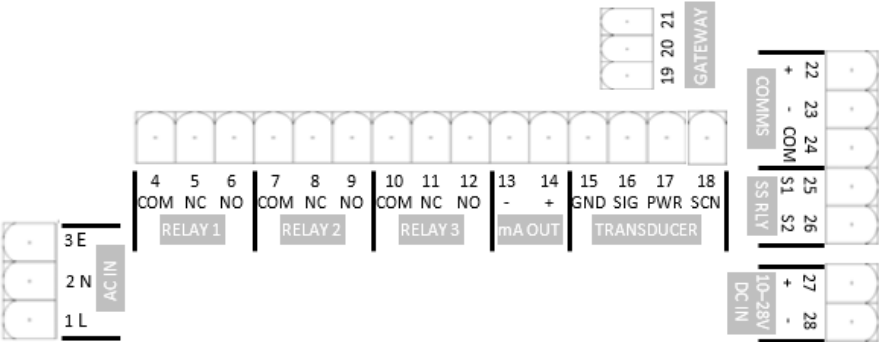 19 20 21
GATEWAY
22 23 24
+ - COM
COMMS
25 26
S1 S2
SS RLY
27 28
+ -
10–28V
DC IN
4 5 6 7 8 9 10 11 12 13 14 15 16 17 18
COM NC NO COM NC NO COM NC NO - + GND SIG PWR SCN
RELAY 1 RELAY 2 RELAY 3 mA OUT TRANSDUCER
3 E
2 N
1 L
AC IN